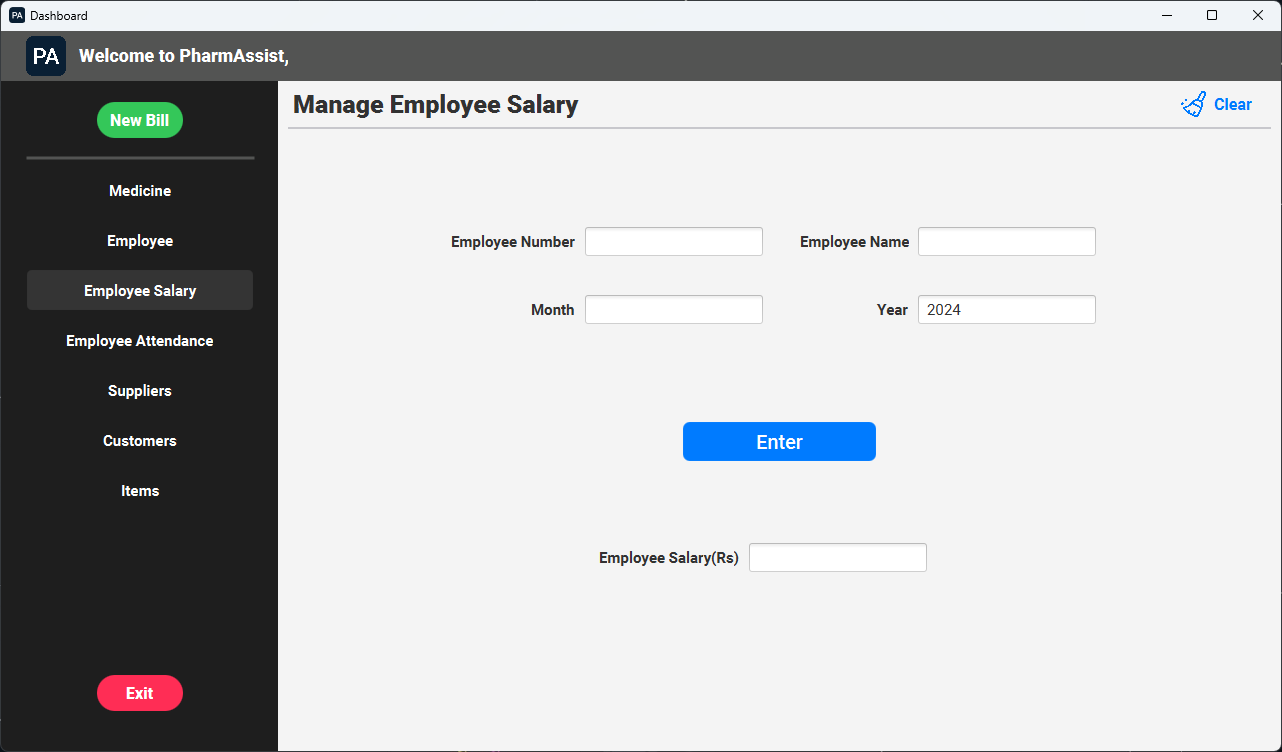 PA Dashboard
PA Welcome to PharmAssist,
New Bill
Medicine
Employee
Employee Salary
Employee Attendance
Suppliers
Customers
Items
Exit
Manage Employee Salary
Clear
Employee Number
Employee Name
Month
Year 2024
Enter
Employee Salary(Rs)